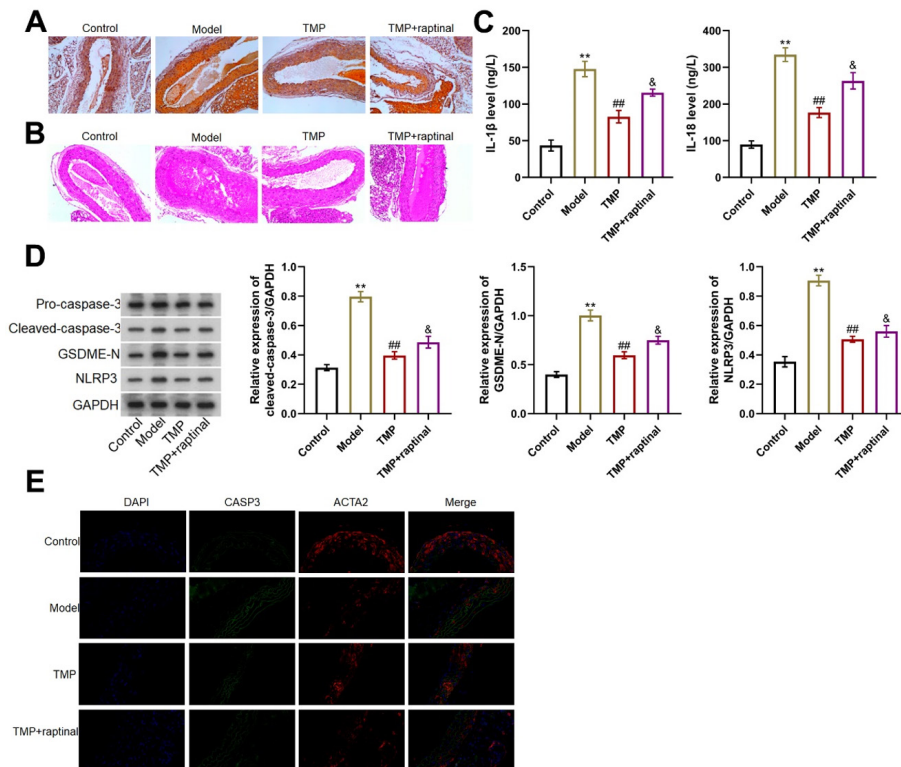 A
Control
Model
TMP
TMP+raptinal
B
Control
Model
TMP
TMP+raptinal
C
IL-1β level (ng/L)
200
150
100
50
0
**
##
&
Control
Model
TMP
TMP+raptinal
IL-18 level (ng/L)
400
300
200
100
0
**
##
&
Control
Model
TMP
TMP+raptinal
D
Pro-caspase-3
Cleaved-caspase-3
GSDME-N
NLRP3
GAPDH
Control
Model
TMP
TMP+raptinal
Relative expression of
cleaved-caspase-3/GAPDH
1.0
0.8
0.6
0.4
0.2
0.0
**
##
&
Control
Model
TMP
TMP+raptinal
Relative expression of
GSDME-N/GAPDH
1.5
1.0
0.5
0.0
**
##
&
Control
Model
TMP
TMP+raptinal
Relative expression of
NLRP3/GAPDH
1.0
0.8
0.6
0.4
0.2
0.0
**
##
&
Control
Model
TMP
TMP+raptinal
E
DAPI
CASP3
ACTA2
Merge
Control
Model
TMP
TMP+raptinal